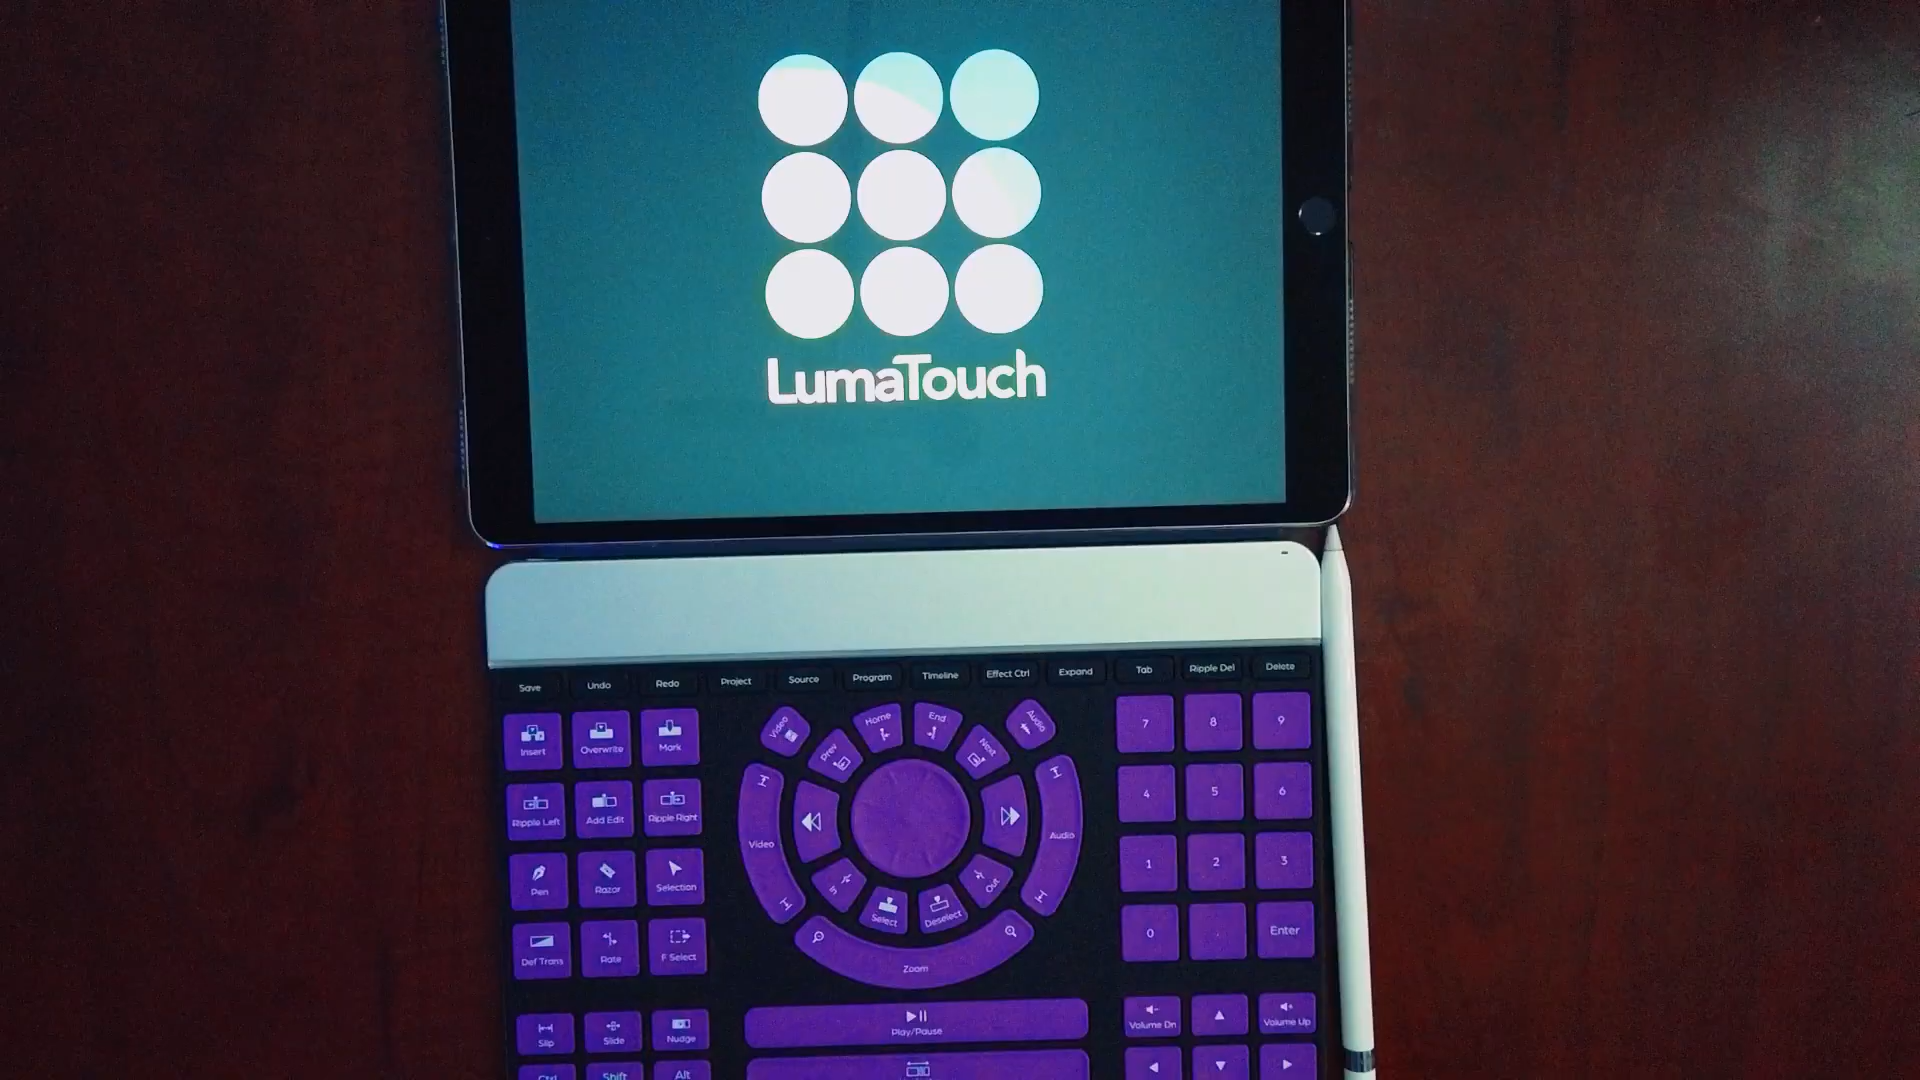 LumaTouch
Save Undo Redo Project Source Program Timeline Effect Ctrl Expand Tab Ripple Del Delete
Insert Overwrite Mark
Video Prev Home End Next Audio
7 8 9
Ripple Left Add Edit Ripple Right
Video Audio
4 5 6
Pen Razor Selection
In Select Deselect Out
1 2 3
Def Trans Rate F Select
Zoom
0 . Enter
Slip Slide Nudge
Play/Pause
Volume Dn Volume Up
Ctrl Shift Alt